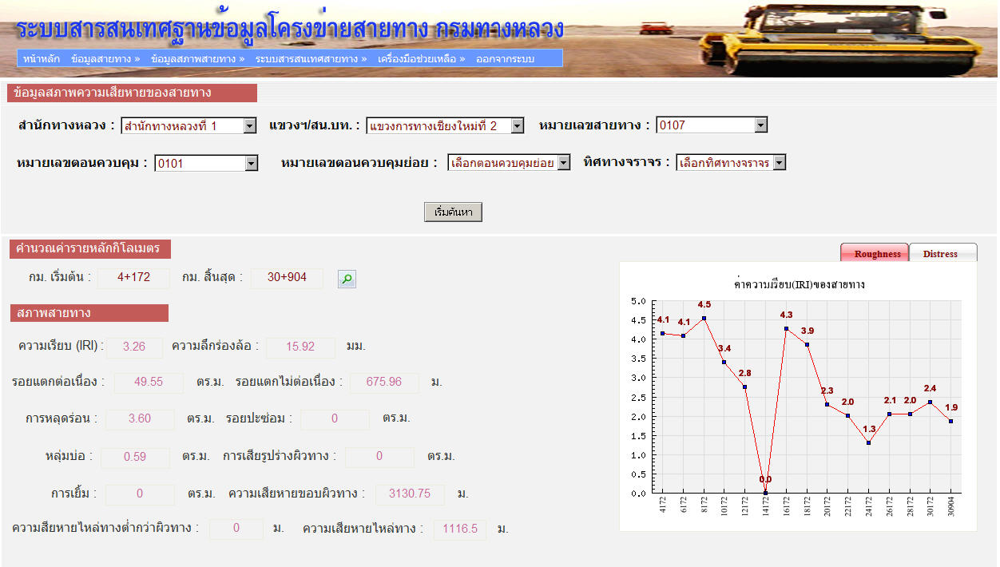 ระบบสารสนเทศฐานข้อมูลโครงข่ายสายทาง กรมทางหลวง
หน้าหลัก ข้อมูลสายทาง » ข้อมูลสภาพสายทาง » ระบบสารสนเทศสายทาง » เครื่องมือช่วยเหลือ » ออกจากระบบ
ข้อมูลสภาพความเสียหายของสายทาง
สำนักทางหลวง : สำนักทางหลวงที่ 1 แขวงฯ/สน.บท. : แขวงการทางเชียงใหม่ที่ 2 หมายเลขสายทาง : 0107
หมายเลขตอนควบคุม : 0101 หมายเลขตอนควบคุมย่อย : เลือกตอนควบคุมย่อย ทิศทางจราจร : เลือกทิศทางจราจร
เริ่มค้นหา
คำนวณค่ารายหลักกิโลเมตร
กม. เริ่มต้น : 4+172 กม. สิ้นสุด : 30+904
สภาพสายทาง
ความเรียบ (IRI) : 3.26 ความลึกร่องล้อ : 15.92 มม.
รอยแตกต่อเนื่อง : 49.55 ตร.ม. รอยแตกไม่ต่อเนื่อง : 675.96 ม.
การหลุดร่อน : 3.60 ตร.ม. รอยปะซ่อม : 0 ตร.ม.
หลุ่มบ่อ : 0.59 ตร.ม. การเสียรูปร่างผิวทาง : 0 ตร.ม.
การเยิ้ม : 0 ตร.ม. ความเสียหายขอบผิวทาง : 3130.75 ม.
ความสียหายไหล่ทางต่ำกว่าผิวทาง : 0 ม. ความเสียหายไหล่ทาง : 1116.5 ม.
Roughness Distress
ค่าความเรียบ(IRI)ของสายทาง
5.0
4.5
4.0
3.5
3.0
2.5
2.0
1.5
1.0
0.5
0.0
4.1 4.1 4.5 3.4 2.8 0.0 4.3 3.9 2.3 2.0 1.3 2.1 2.0 2.4 1.9
4172 6172 8172 10172 12172 14172 16172 18172 20172 22172 24172 26172 28172 30172 30904